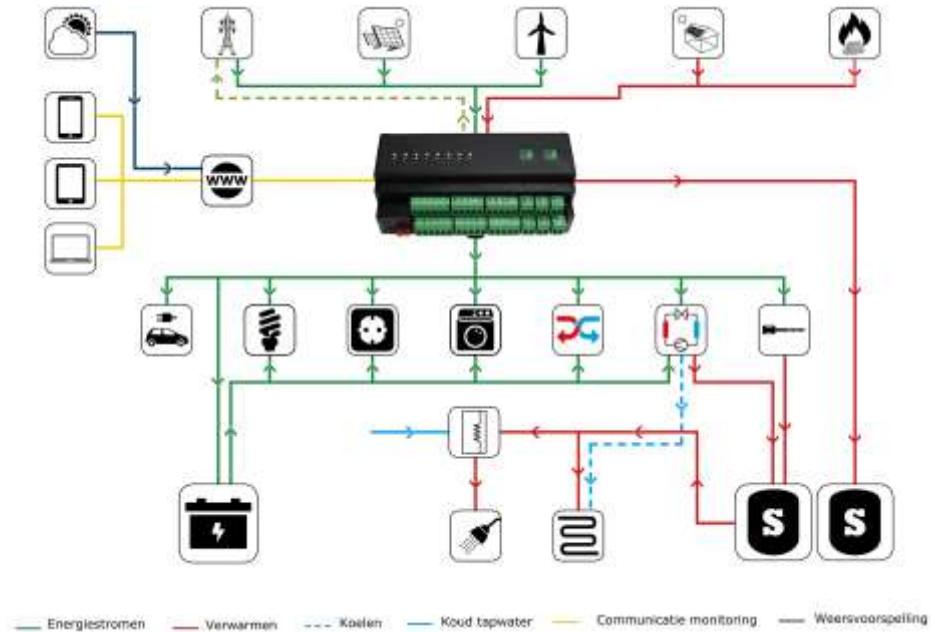 WWW
S
S
Energiestromen
Verwarmen
Koelen
Koud tapwater
Communicatie monitoring
Weersvoorspelling